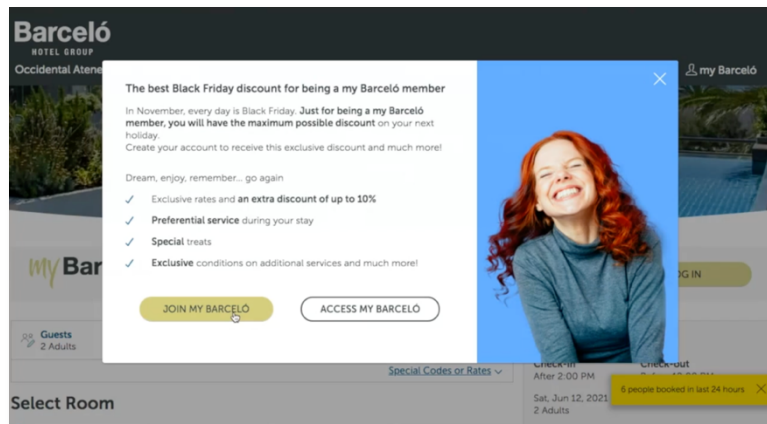 Barceló
HOTEL GROUP
Occidental Atene
my Barceló
The best Black Friday discount for being a my Barceló member
In November, every day is Black Friday. Just for being a my Barceló
member, you will have the maximum possible discount on your next
holiday.
Create your account to receive this exclusive discount and much more!
Dream, enjoy, remember... go again
Exclusive rates and an extra discount of up to 10%
Preferential service during your stay
Special treats
Exclusive conditions on additional services and much more!
my Bar
OG IN
JOIN MY BARCELÓ
ACCESS MY BARCELÓ
Guests
2 Adults
Special Codes or Rates
Check-in
Check-out
After 2:00 PM
6 people booked in last 24 hours
Select Room
Sat, Jun 12, 2021
2 Adults